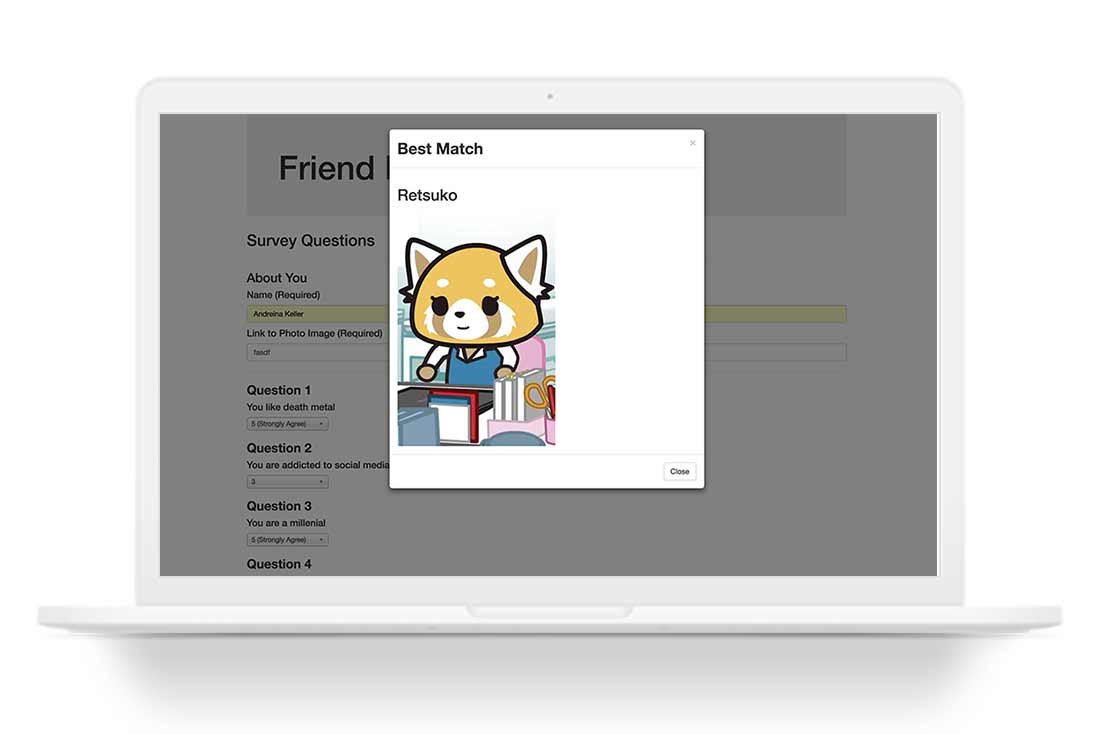 Friend
Best Match
×
Retsuko
Survey Questions
About You
Name (Required)
Andreina Keller
Link to Photo Image (Required)
fasdf
Question 1
You like death metal
5 (Strongly Agree)
Question 2
You are addicted to social media
3
Question 3
You are a millenial
5 (Strongly Agree)
Question 4
Close